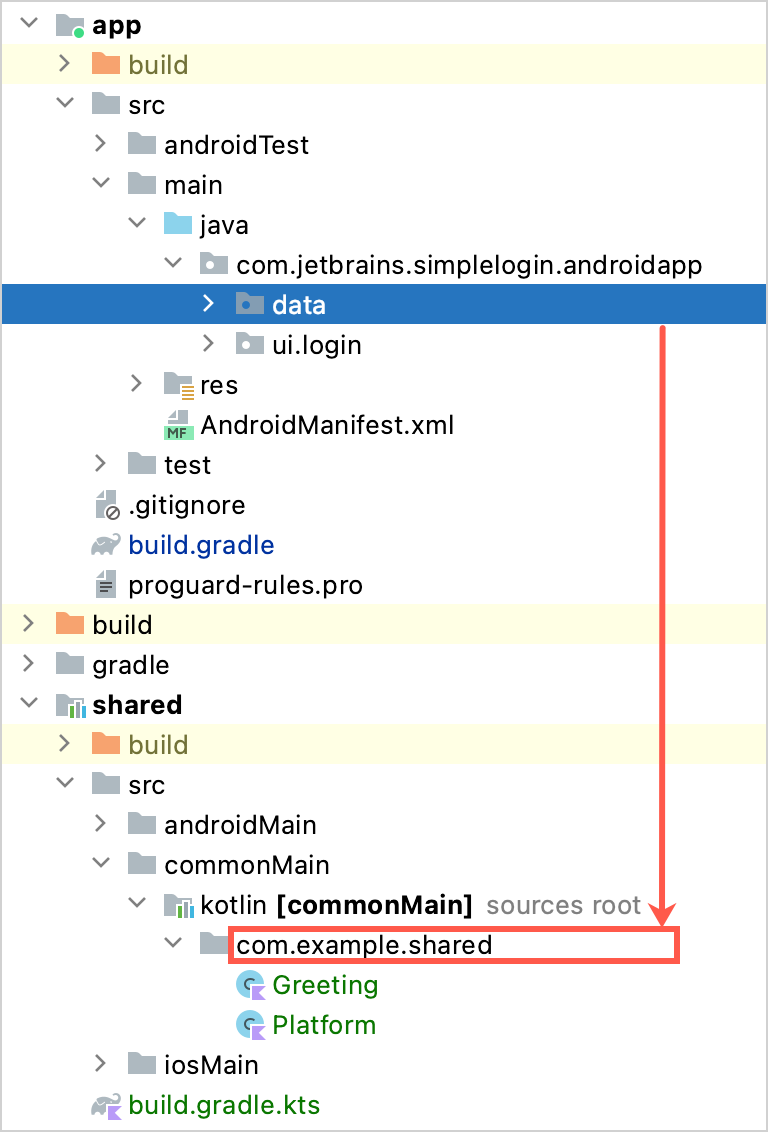 app
build
src
androidTest
main
java
com.jetbrains.simplelogin.androidapp
data
ui.login
res
MF AndroidManifest.xml
test
.gitignore
build.gradle
proguard-rules.pro
build
gradle
shared
build
src
androidMain
commonMain
kotlin [commonMain] sources root
com.example.shared
C Greeting
C Platform
iosMain
build.gradle.kts